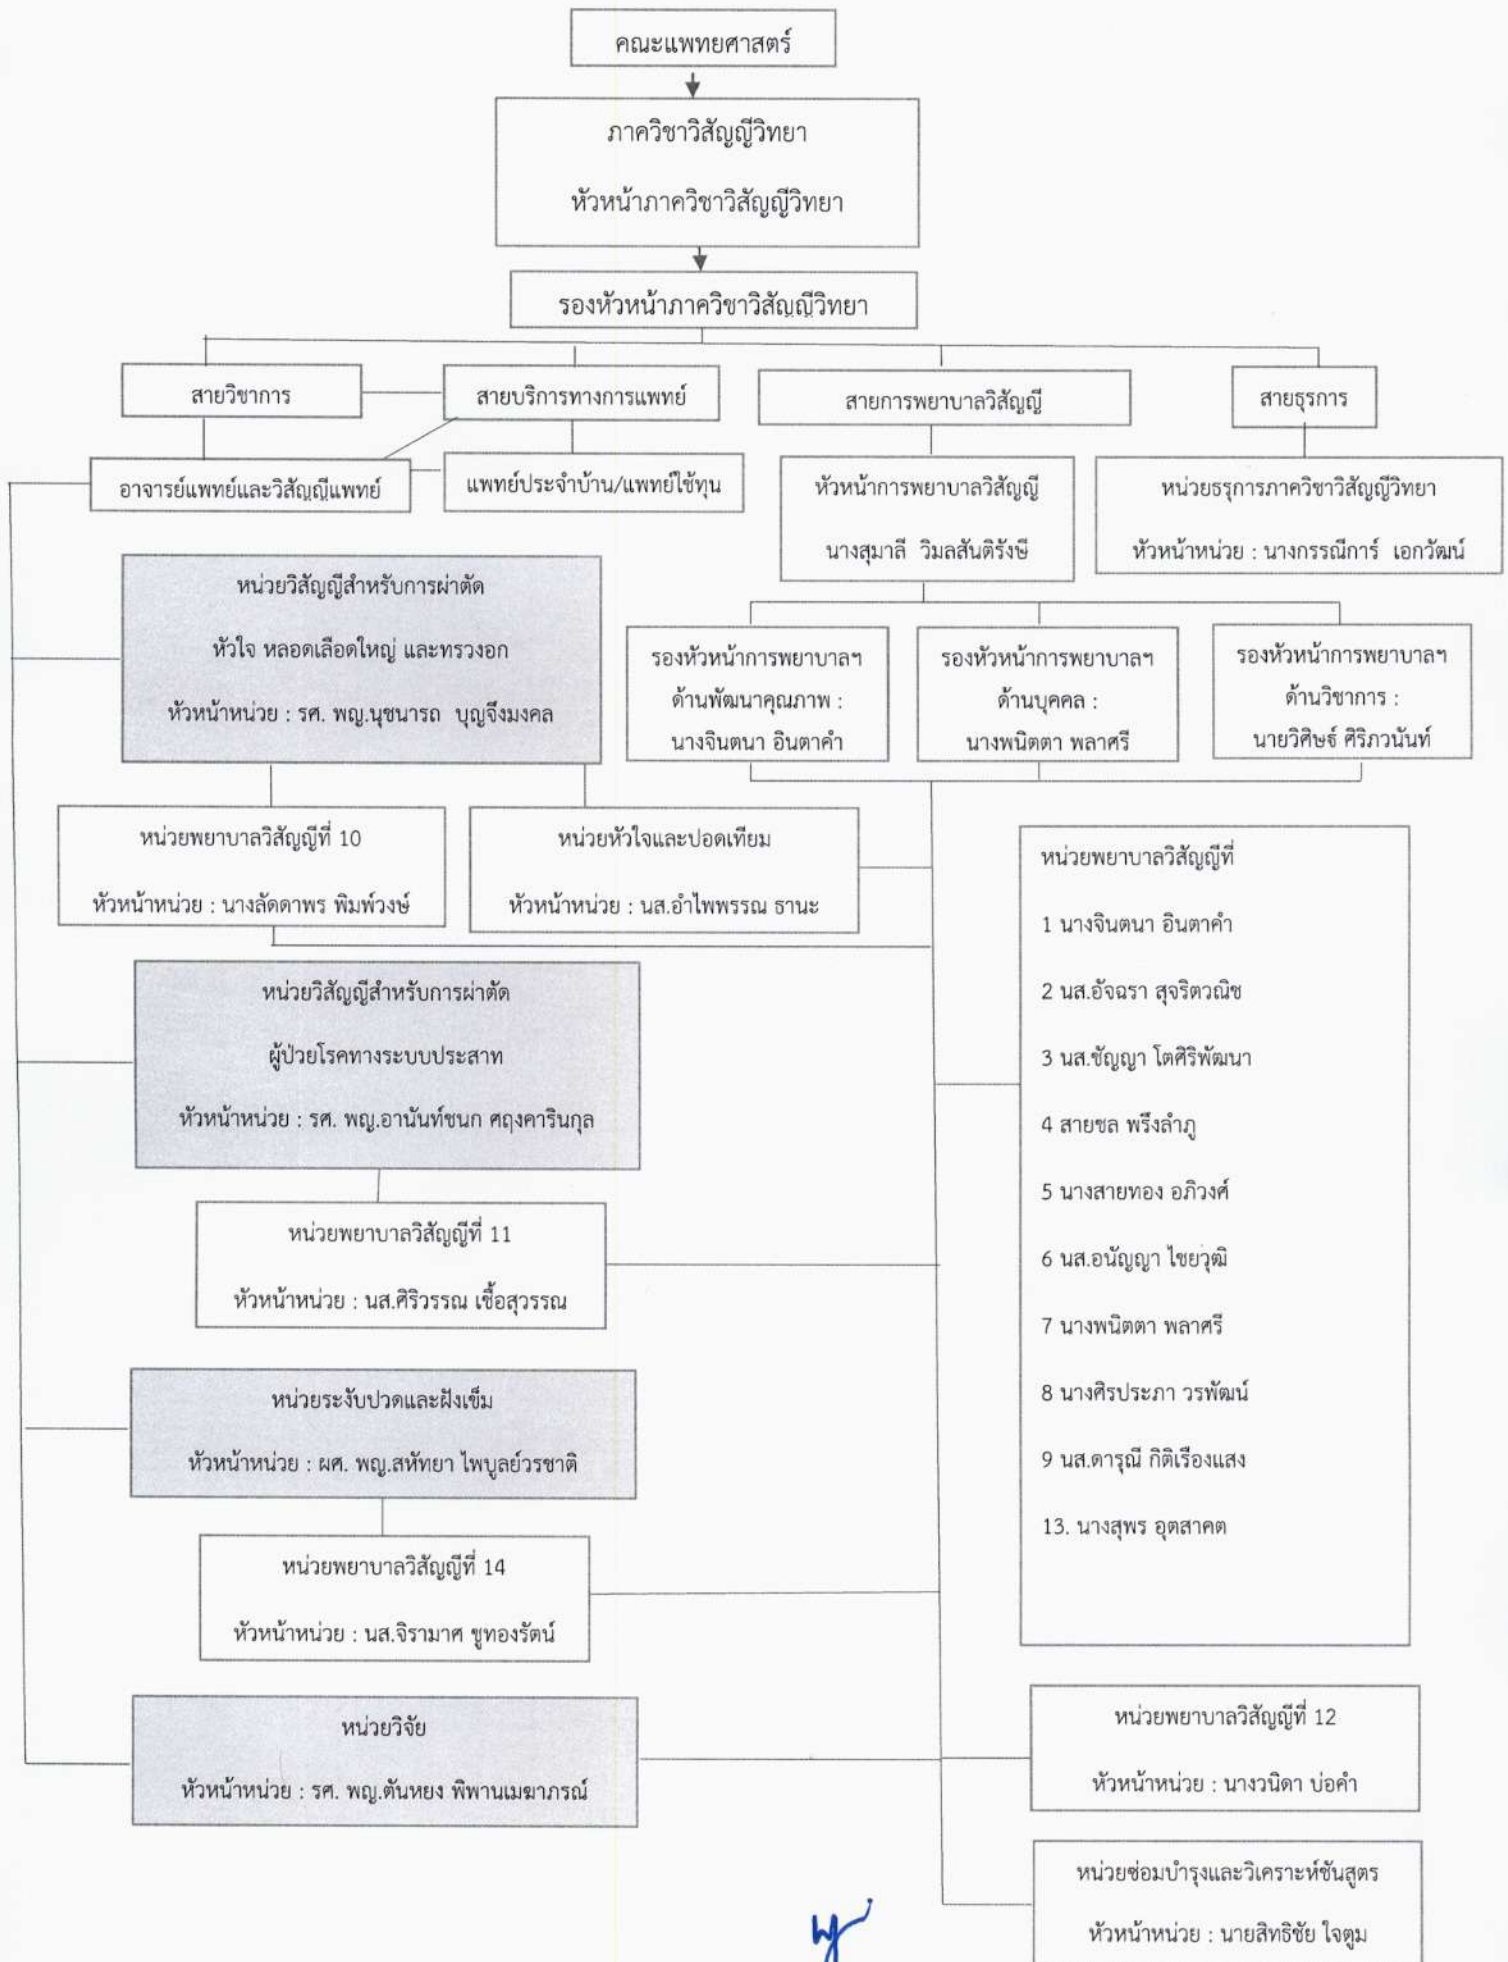 คณะแพทยศาสตร์
ภาควิชาวิสัญญีวิทยา
หัวหน้าภาควิชาวิสัญญีวิทยา
รองหัวหน้าภาควิชาวิสัญญีวิทยา
สายวิชาการ
สายบริการทางการแพทย์
สายการพยาบาลวิสัญญี
สายธุรการ
อาจารย์แพทย์และวิสัญญีแพทย์
แพทย์ประจำบ้าน/แพทย์ใช้ทุน
หัวหน้าการพยาบาลวิสัญญี
นางสุมาลี วิมลสันติรังษี
หน่วยธรุการภาควิชาวิสัญญีวิทยา
หัวหน้าหน่วย : นางกรรณีการ์ เอกวัฒน์
หน่วยวิสัญญีสำหรับการผ่าตัด
หัวใจ หลอดเลือดใหญ่ และทรวงอก
หัวหน้าหน่วย : รศ. พญ.นุชนารถ บุญจึงมงคล
รองหัวหน้าการพยาบาลฯ
ด้านพัฒนาคุณภาพ :
นางจินตนา อินตาคำ
รองหัวหน้าการพยาบาลฯ
ด้านบุคคล :
นางพนิตตา พลาศรี
รองหัวหน้าการพยาบาลฯ
ด้านวิชาการ :
นายวิศิษฐ์ ศิริภวนันท์
หน่วยพยาบาลวิสัญญีที่ 10
หัวหน้าหน่วย : นางลัดดาพร พิมพ์วงษ์
หน่วยหัวใจและปอดเทียม
หัวหน้าหน่วย : นส.อำไพพรรณ ธานะ
หน่วยพยาบาลวิสัญญีที่
1 นางจินตนา อินตาคำ
2 นส.อัจฉรา สุจริตวณิช
3 นส.ชัญญา โตศิริพัฒนา
4 สายชล พรึงลำภู
5 นางสายทอง อภิวงศ์
6 นส.อนัญญา ไชยวุฒิ
7 นางพนิตตา พลาศรี
8 นางศิรประภา วรพัฒน์
9 นส.ดารุณี กิติเรืองแสง
13. นางสุพร อุตสาคต
หน่วยวิสัญญีสำหรับการผ่าตัด
ผู้ป่วยโรคทางระบบประสาท
หัวหน้าหน่วย : รศ. พญ.อานันท์ชนก ศฤงคารินกุล
หน่วยพยาบาลวิสัญญีที่ 11
หัวหน้าหน่วย : นส.ศิริวรรณ เชื้อสุวรรณ
หน่วยระงับปวดและฝังเข็ม
หัวหน้าหน่วย : ผศ. พญ.สหัทยา ไพบูลย์วรชาติ
หน่วยพยาบาลวิสัญญีที่ 14
หัวหน้าหน่วย : นส.จิรามาศ ชูทองรัตน์
หน่วยวิจัย
หัวหน้าหน่วย : รศ. พญ.ตันหยง พิพานเมฆาภรณ์
หน่วยพยาบาลวิสัญญีที่ 12
หัวหน้าหน่วย : นางวนิดา บ่อคำ
หน่วยซ่อมบำรุงและวิเคราะห์ชันสูตร
หัวหน้าหน่วย : นายสิทธิชัย ใจตูม